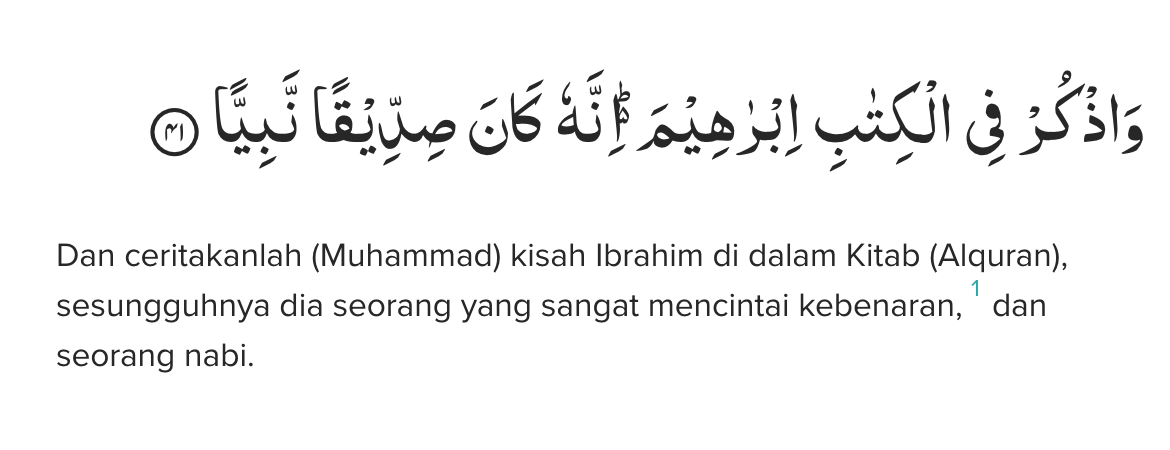 وَاذْكُرْ فِى الْكِتٰبِ اِبْرٰهِيْمَ ەۗ اِنَّهٗ كَانَ صِدِّيْقًا نَّبِيًّا ۝٤١
Dan ceritakanlah (Muhammad) kisah Ibrahim di dalam Kitab (Alquran),
sesungguhnya dia seorang yang sangat mencintai kebenaran, 1 dan
seorang nabi.